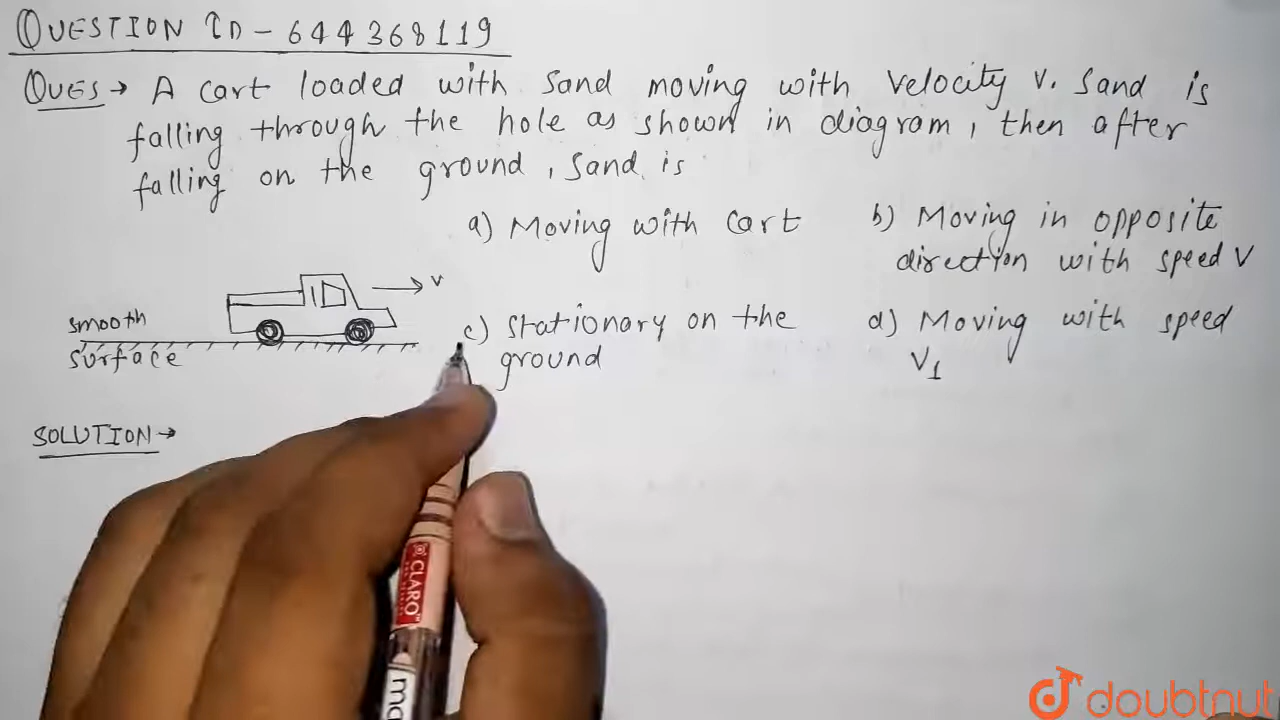 QUESTION ID - 644368119
QUES → A cart loaded with sand moving with velocity v. Sand is
falling through the hole as shown in diagram, then after
falling on the ground, sand is
a) Moving with cart
b) Moving in opposite
direction with speed V
c) stationary on the
ground
d) Moving with speed
V1
v
smooth
surface
SOLUTION →
CLARO
ma
doubtnut